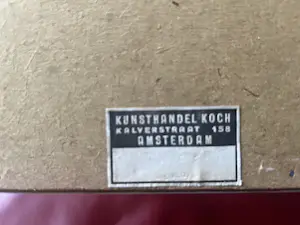 KUNSTHANDEL KOCH
KALVERSTRAAT 158
AMSTERDAM